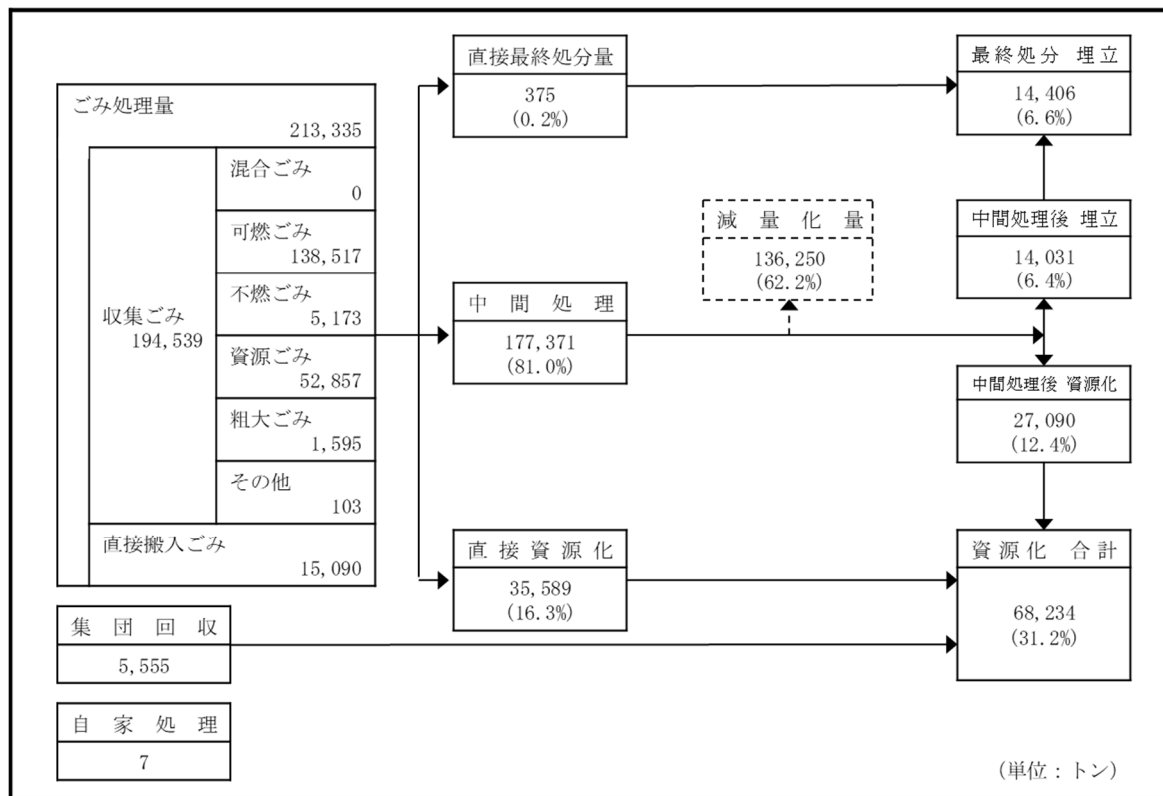 ごみ処理量
213,335
収集ごみ
194,539
混合ごみ
0
可燃ごみ
138,517
不燃ごみ
5,173
資源ごみ
52,857
粗大ごみ
1,595
その他
103
直接搬入ごみ
15,090
集団回収
5,555
自家処理
7
直接最終処分量
375
(0.2%)
中間処理
177,371
(81.0%)
直接資源化
35,589
(16.3%)
減量化量
136,250
(62.2%)
最終処分 埋立
14,406
(6.6%)
中間処理後 埋立
14,031
(6.4%)
中間処理後 資源化
27,090
(12.4%)
資源化 合計
68,234
(31.2%)
(単位：トン)